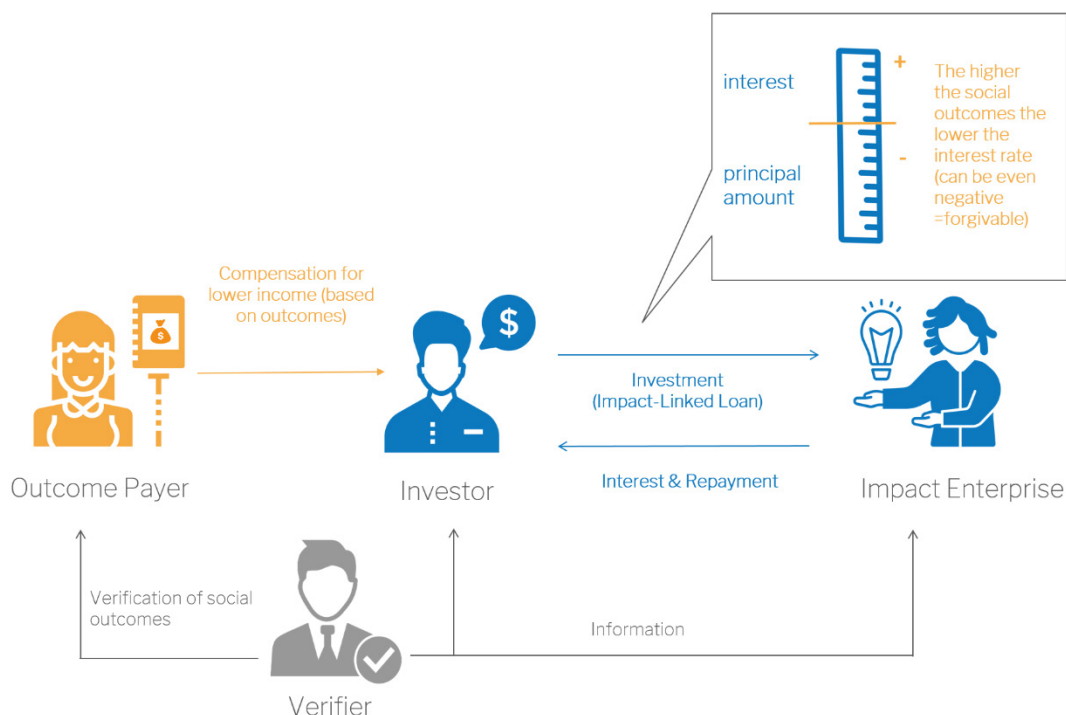 interest
principal
amount
+
-
The higher
the social
outcomes the
lower the
interest rate
(can be even
negative
=forgivable)
Compensation for
lower income (based
on outcomes)
$
$
Investment
(Impact-Linked Loan)
Interest & Repayment
Outcome Payer
Investor
Impact Enterprise
Verification of social
outcomes
Information
Verifier